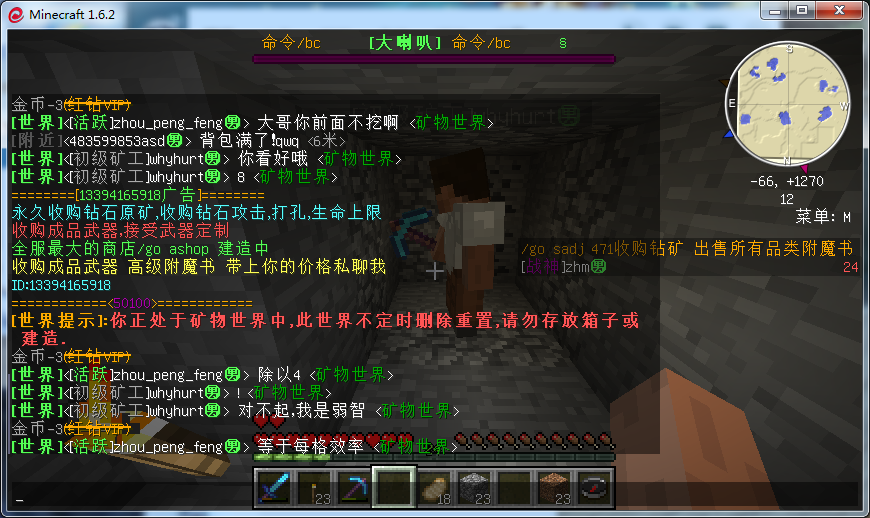 Minecraft 1.6.2
命令/bc [大喇叭] 命令/bc
金币-3(红钻VIP)
[世界]<[活跃]zhou_peng_feng男> 大哥你前面不挖啊 <矿物世界>
[附近]<483599853asd男> 背包满了!qwq <6米>
[世界]<[初级矿工]whyhurt男> 你看好哦 <矿物世界>
[世界]<[初级矿工]whyhurt男> 8 <矿物世界>
========[13394165918广告]========
永久收购钻石原矿,收购钻石攻击,打孔,生命上限
收购成品武器,接受武器定制
全服最大的商店/go ashop 建造中
收购成品武器 高级附魔书 带上你的价格私聊我
ID:13394165918
============<50100>============
[世界提示]:你正处于矿物世界中,此世界不定时删除重置,请勿存放箱子或
建造.
金币-3(红钻VIP)
[世界]<[活跃]zhou_peng_feng男> 除以4 <矿物世界>
[世界]<[初级矿工]whyhurt男> ! <矿物世界>
[世界]<[初级矿工]whyhurt男> 对不起,我是弱智 <矿物世界>
金币-3(红钻VIP)
[世界]<[活跃]zhou_peng_feng男> 等于每格效率 <矿物世界>
_
S
E
W
N
-66, +1270
12
菜单: M
/go sadj 471收购钻矿 出售所有品类附魔书
[战神]zhm男
24
23
18
23
23